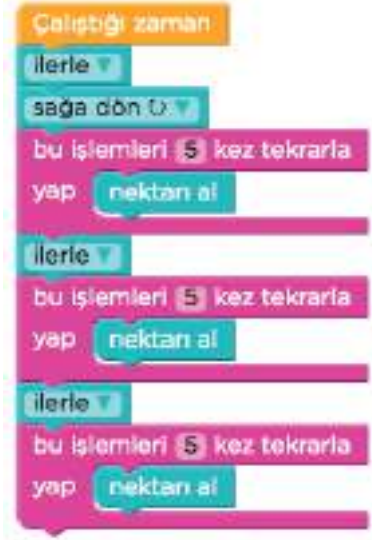 Çalıştığı zaman
ilerle
sağa dön ↻
bu işlemleri 5 kez tekrarla
yap nektarı al
ilerle
bu işlemleri 5 kez tekrarla
yap nektarı al
ilerle
bu işlemleri 5 kez tekrarla
yap nektarı al